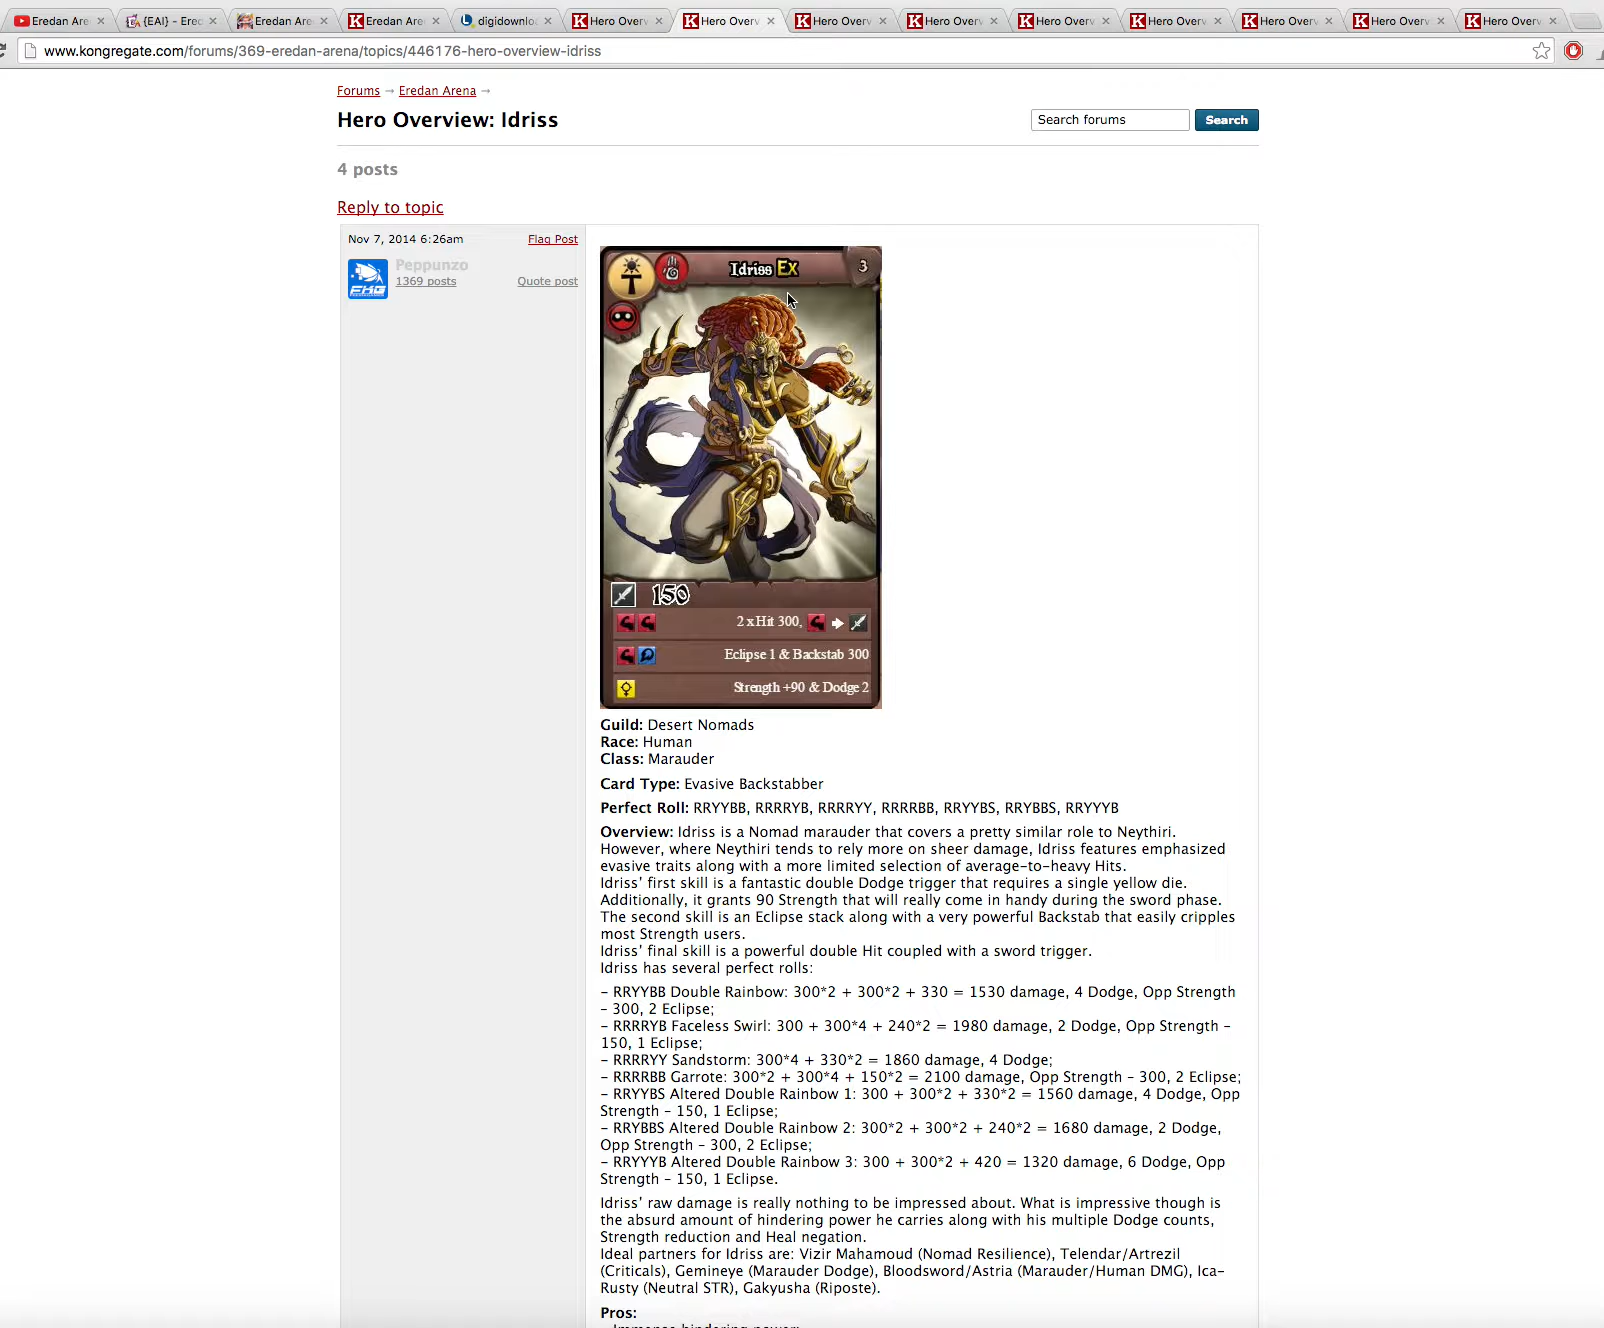 Eredan Are
{EAI} - Ered
Eredan Are
Eredan Are
digidownlo
Hero Overv
Hero Overv
Hero Overv
Hero Overv
Hero Overv
Hero Overv
Hero Overv
Hero Overv
Hero Overv
www.kongregate.com/forums/369-eredan-arena/topics/446176-hero-overview-idriss
Forums → Eredan Arena →
Hero Overview: Idriss
Search forums
Search
4 posts
Reply to topic
Nov 7, 2014 6:26am
Flag Post
Peppunzo
1369 posts
Quote post
Idriss Ex
3
150
2 x Hit 300,
Eclipse 1 & Backstab 300
Strength +90 & Dodge 2
Guild: Desert Nomads
Race: Human
Class: Marauder
Card Type: Evasive Backstabber
Perfect Roll: RRYYBB, RRRRYB, RRRRYY, RRRRBB, RRYYBS, RRYBBS, RRYYYB
Overview: Idriss is a Nomad marauder that covers a pretty similar role to Neythiri.
However, where Neythiri tends to rely more on sheer damage, Idriss features emphasized
evasive traits along with a more limited selection of average-to-heavy Hits.
Idriss' first skill is a fantastic double Dodge trigger that requires a single yellow die.
Additionally, it grants 90 Strength that will really come in handy during the sword phase.
The second skill is an Eclipse stack along with a very powerful Backstab that easily cripples
most Strength users.
Idriss' final skill is a powerful double Hit coupled with a sword trigger.
Idriss has several perfect rolls:
- RRYYBB Double Rainbow: 300*2 + 300*2 + 330 = 1530 damage, 4 Dodge, Opp Strength
- 300, 2 Eclipse;
- RRRRYB Faceless Swirl: 300 + 300*4 + 240*2 = 1980 damage, 2 Dodge, Opp Strength -
150, 1 Eclipse;
- RRRRYY Sandstorm: 300*4 + 330*2 = 1860 damage, 4 Dodge;
- RRRRBB Garrote: 300*2 + 300*4 + 150*2 = 2100 damage, Opp Strength - 300, 2 Eclipse;
- RRYYBS Altered Double Rainbow 1: 300 + 300*2 + 330*2 = 1560 damage, 4 Dodge, Opp
Strength - 150, 1 Eclipse;
- RRYBBS Altered Double Rainbow 2: 300*2 + 300*2 + 240*2 = 1680 damage, 2 Dodge,
Opp Strength - 300, 2 Eclipse;
- RRYYYB Altered Double Rainbow 3: 300 + 300*2 + 420 = 1320 damage, 6 Dodge, Opp
Strength - 150, 1 Eclipse.
Idriss' raw damage is really nothing to be impressed about. What is impressive though is
the absurd amount of hindering power he carries along with his multiple Dodge counts,
Strength reduction and Heal negation.
Ideal partners for Idriss are: Vizir Mahamoud (Nomad Resilience), Telendar/Artrezil
(Criticals), Gemineye (Marauder Dodge), Bloodsword/Astria (Marauder/Human DMG), Ica-
Rusty (Neutral STR), Gakyusha (Riposte).
Pros: